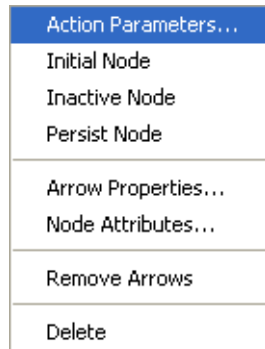 Action Parameters...
Initial Node
Inactive Node
Persist Node
Arrow Properties...
Node Attributes...
Remove Arrows
Delete